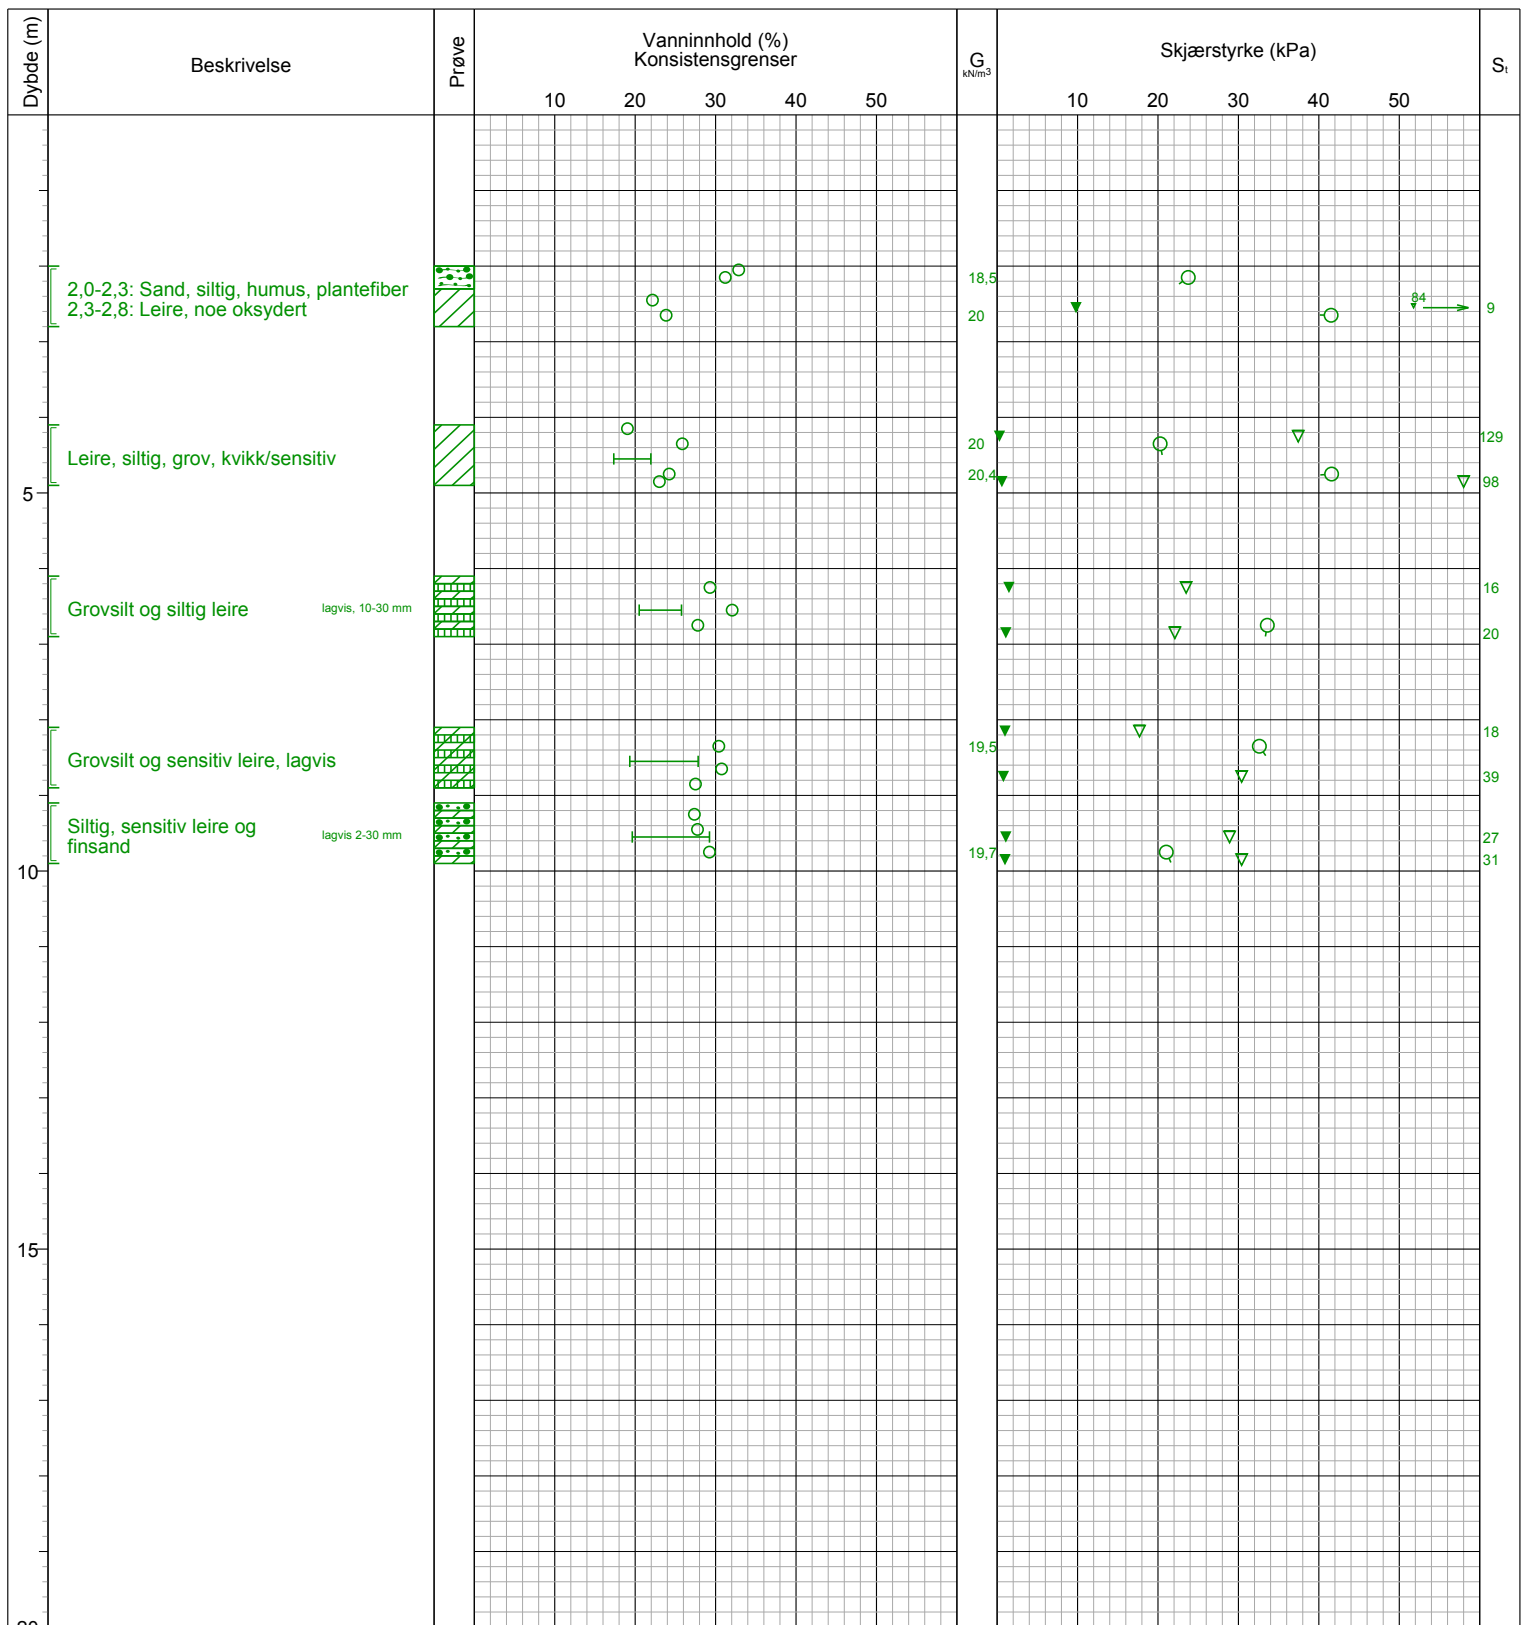 Dybde (m)
Beskrivelse
Prøve
Vanninnhold (%)
Konsistensgrenser
10 20 30 40 50
G
kN/m3
Skjærstyrke (kPa)
10 20 30 40 50
St
2,0-2,3: Sand, siltig, humus, plantefiber
2,3-2,8: Leire, noe oksydert
18,5
20
84
9
Leire, siltig, grov, kvikk/sensitiv
20
20,4
129
98
5
Grovsilt og siltig leire
lagvis, 10-30 mm
16
20
Grovsilt og sensitiv leire, lagvis
19,5
18
39
Siltig, sensitiv leire og
finsand
lagvis 2-30 mm
19,7
27
31
10
15
20